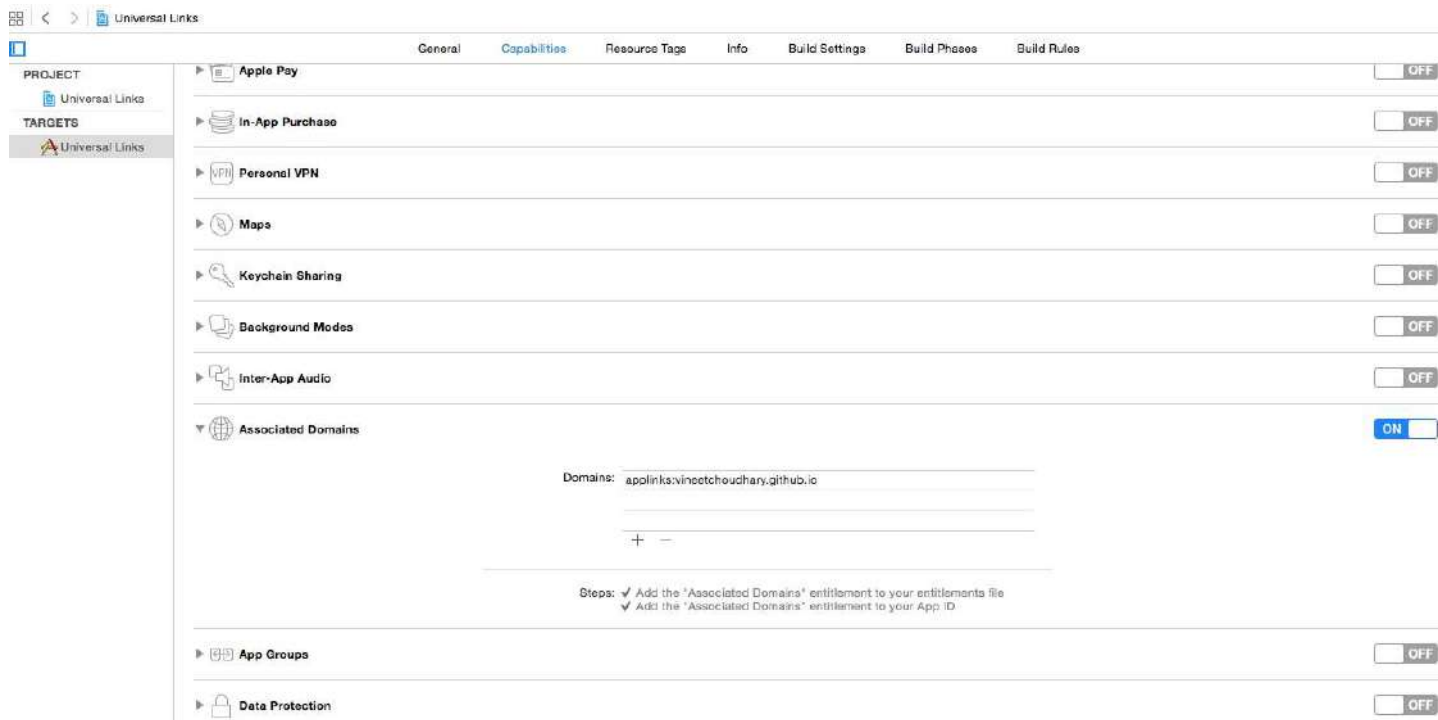 Universal Links
General Capabilities Resource Tags Info Build Settings Build Phases Build Rules
PROJECT
Universal Links
TARGETS
Universal Links
Apple Pay OFF
In-App Purchase OFF
VPN Personal VPN OFF
Maps OFF
Keychain Sharing OFF
Background Modes OFF
Inter-App Audio OFF
Associated Domains ON
Domains: applinks:vineetchoudhary.github.io
+ −
Steps: ✓ Add the "Associated Domains" entitlement to your entitlements file
✓ Add the "Associated Domains" entitlement to your App ID
App Groups OFF
Data Protection OFF